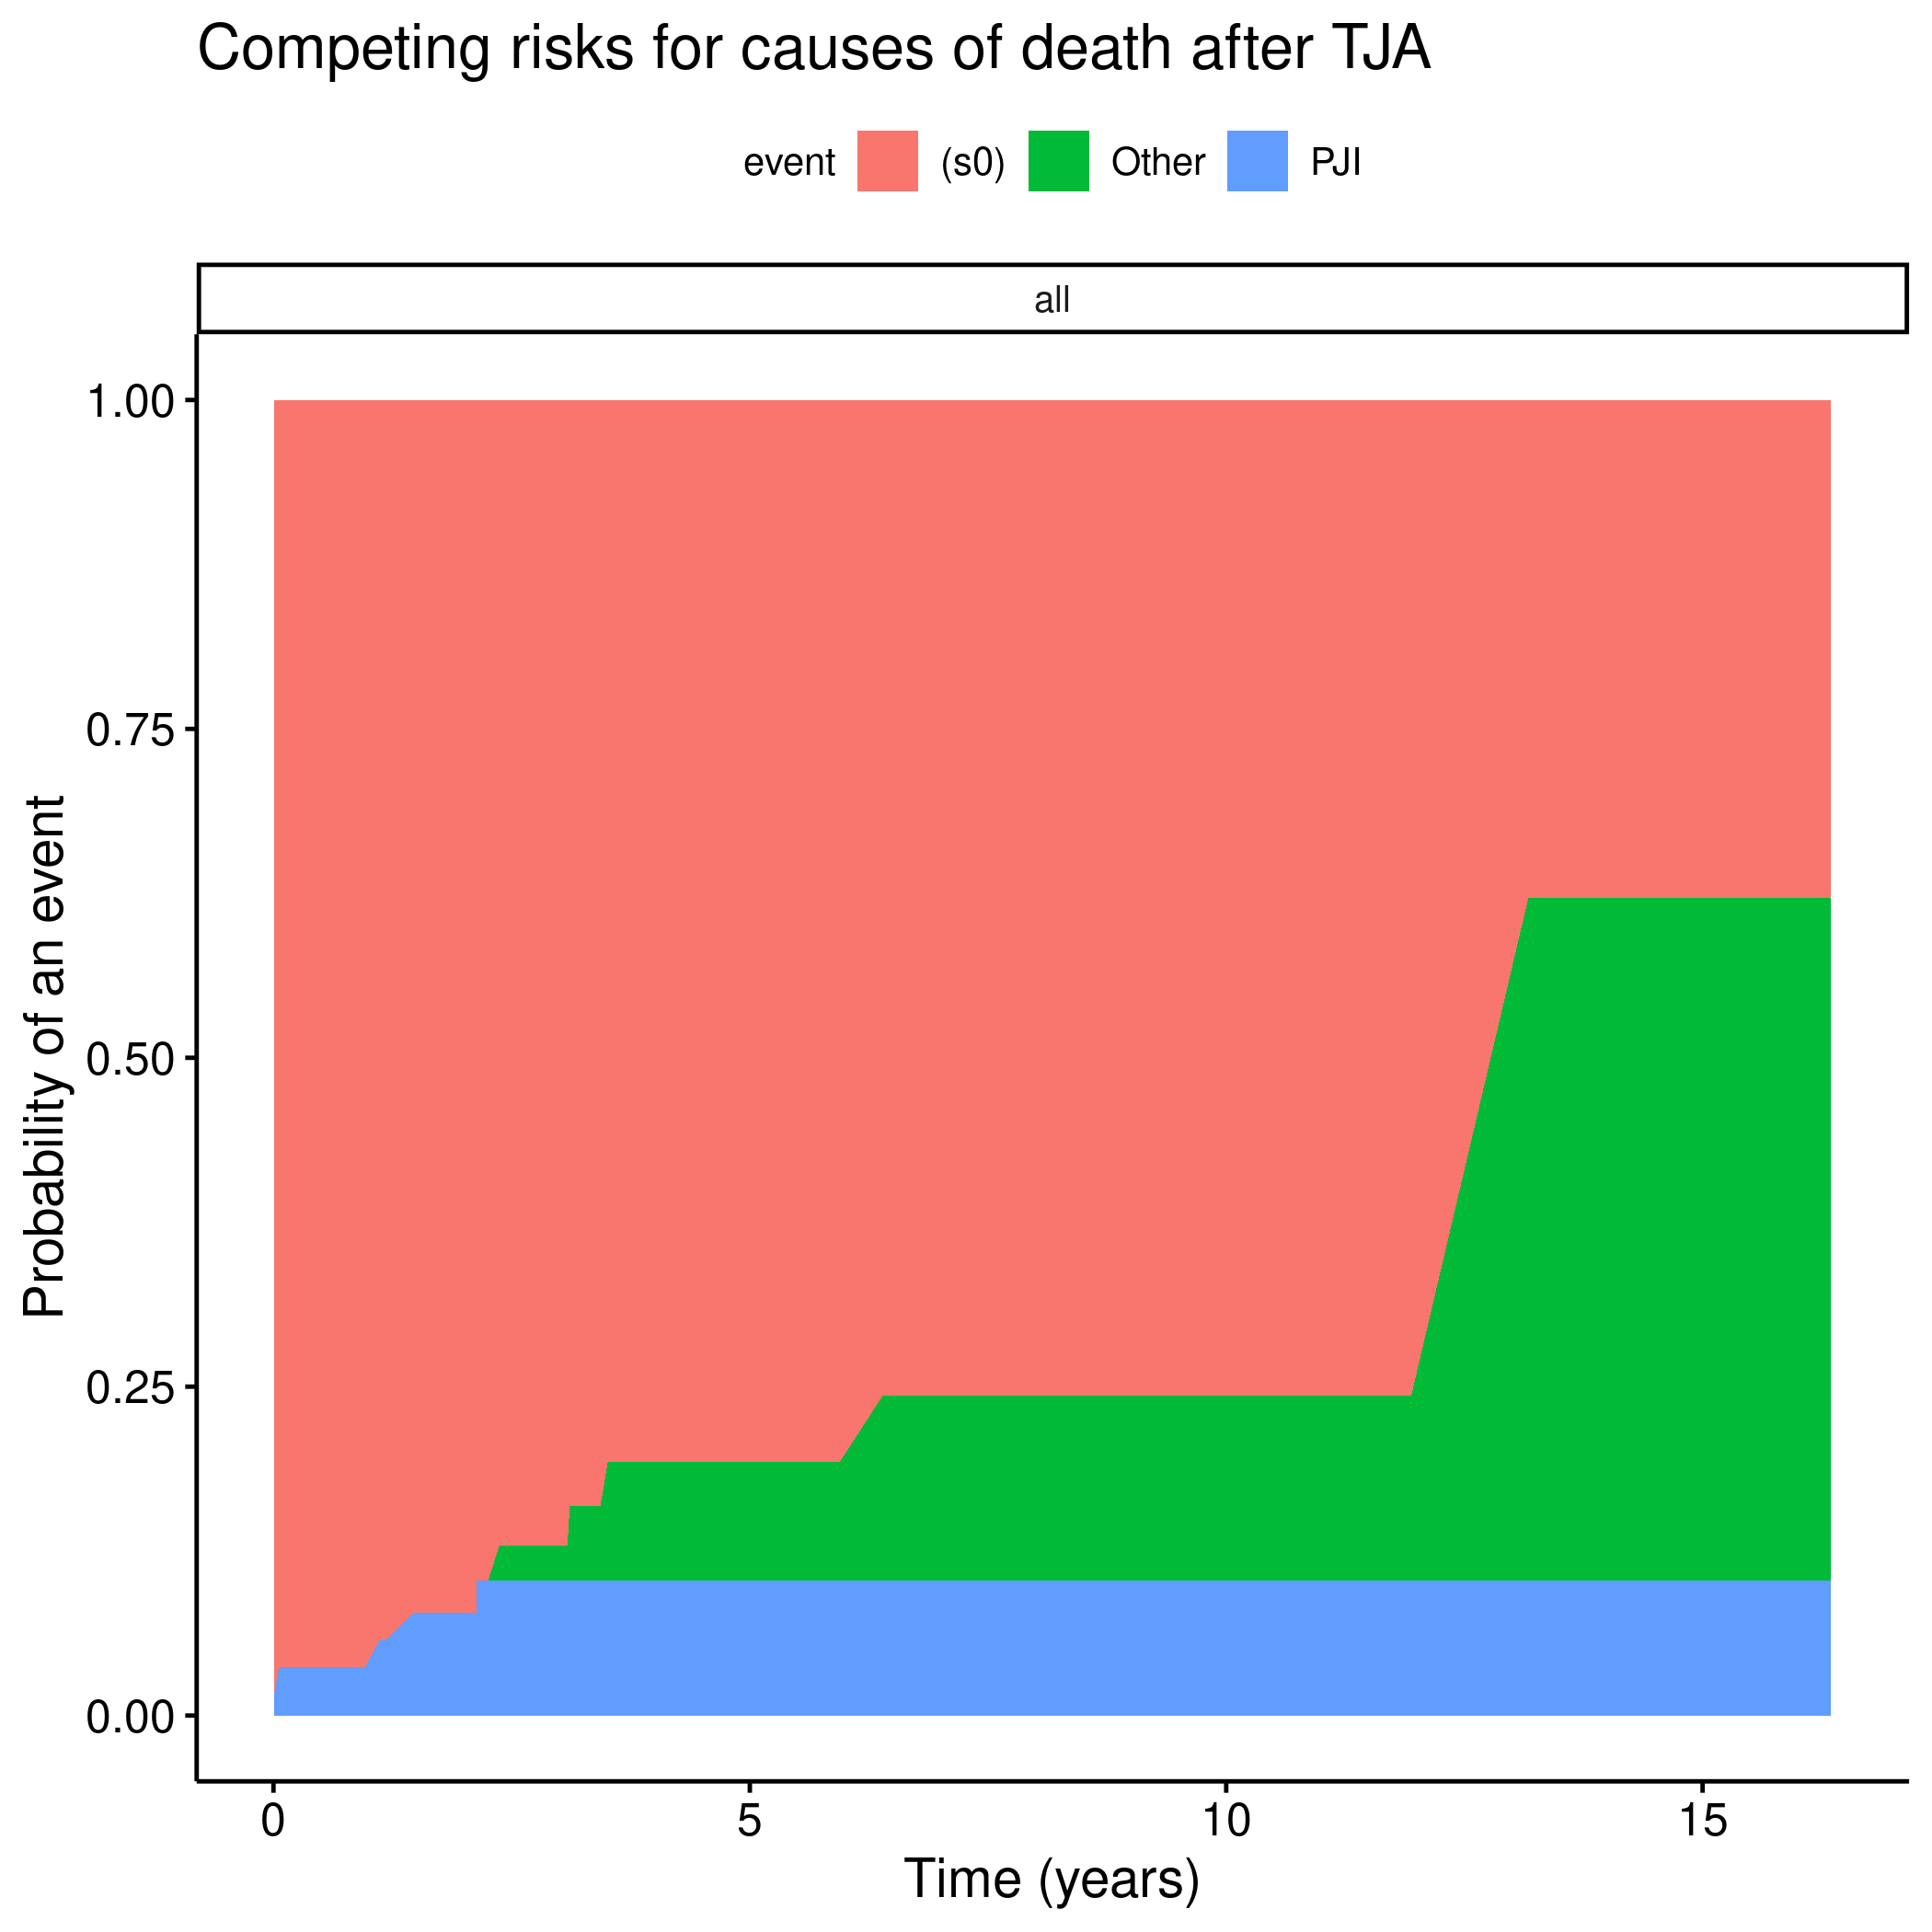 Competing risks for causes of death after TJA
event (s0) Other PJI
all
Probability of an event
1.00
0.75
0.50
0.25
0.00
0 5 10 15
Time (years)